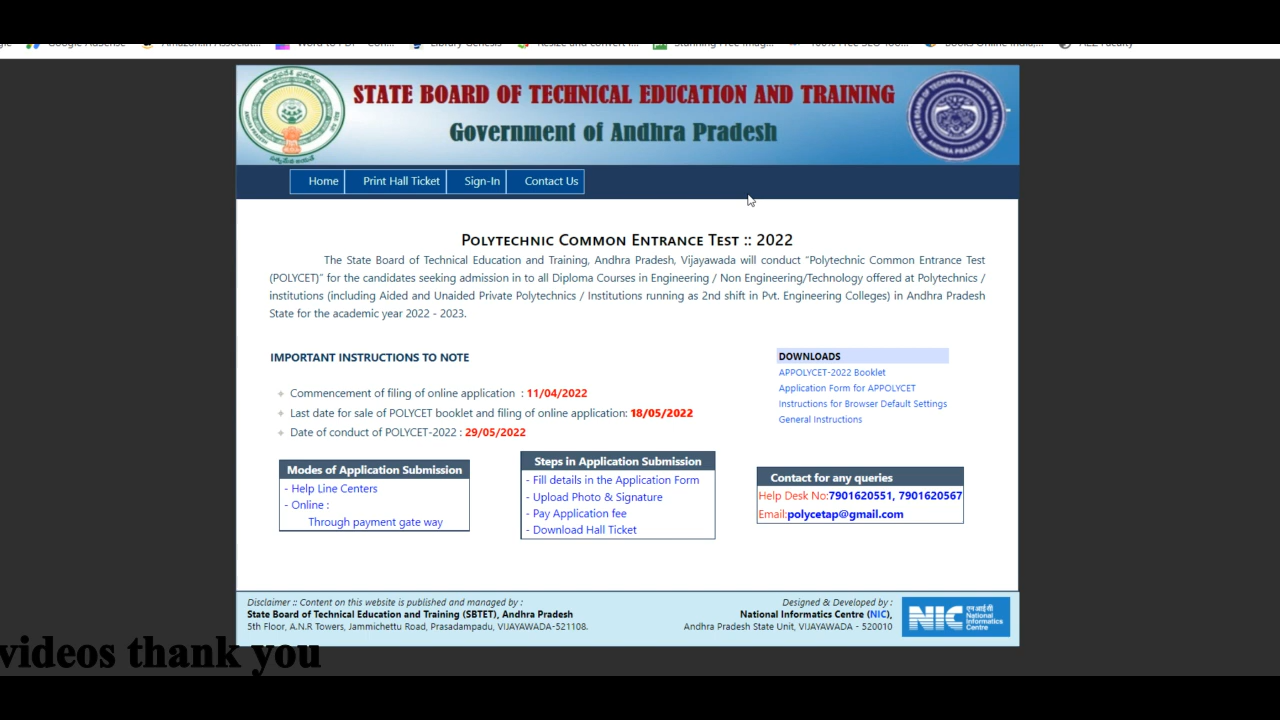 Google AdSense
Library Genesis
AEZ Faculty
STATE BOARD OF TECHNICAL EDUCATION AND TRAINING
Government of Andhra Pradesh
Home
Print Hall Ticket
Sign-In
Contact Us
POLYTECHNIC COMMON ENTRANCE TEST :: 2022
The State Board of Technical Education and Training, Andhra Pradesh, Vijayawada will conduct "Polytechnic Common Entrance Test
(POLYCET)" for the candidates seeking admission in to all Diploma Courses in Engineering / Non Engineering/Technology offered at Polytechnics /
institutions (including Aided and Unaided Private Polytechnics / Institutions running as 2nd shift in Pvt. Engineering Colleges) in Andhra Pradesh
State for the academic year 2022 - 2023.
IMPORTANT INSTRUCTIONS TO NOTE
Commencement of filing of online application : 11/04/2022
Last date for sale of POLYCET booklet and filing of online application: 18/05/2022
Date of conduct of POLYCET-2022 : 29/05/2022
DOWNLOADS
APPOLYCET-2022 Booklet
Application Form for APPOLYCET
Instructions for Browser Default Settings
General Instructions
Modes of Application Submission
- Help Line Centers
- Online :
Through payment gate way
Steps in Application Submission
- Fill details in the Application Form
- Upload Photo & Signature
- Pay Application fee
- Download Hall Ticket
Contact for any queries
Help Desk No:7901620551, 7901620567
Email:polycetap@gmail.com
Disclaimer :: Content on this website is published and managed by :
State Board of Technical Education and Training (SBTET), Andhra Pradesh
5th Floor, A.N.R Towers, Jammichettu Road, Prasadampadu, VIJAYAWADA-521108.
Designed & Developed by :
National Informatics Centre (NIC),
Andhra Pradesh State Unit, VIJAYAWADA - 520010
NIC
एन आई सी
National
Informatics
Centre
videos thank you